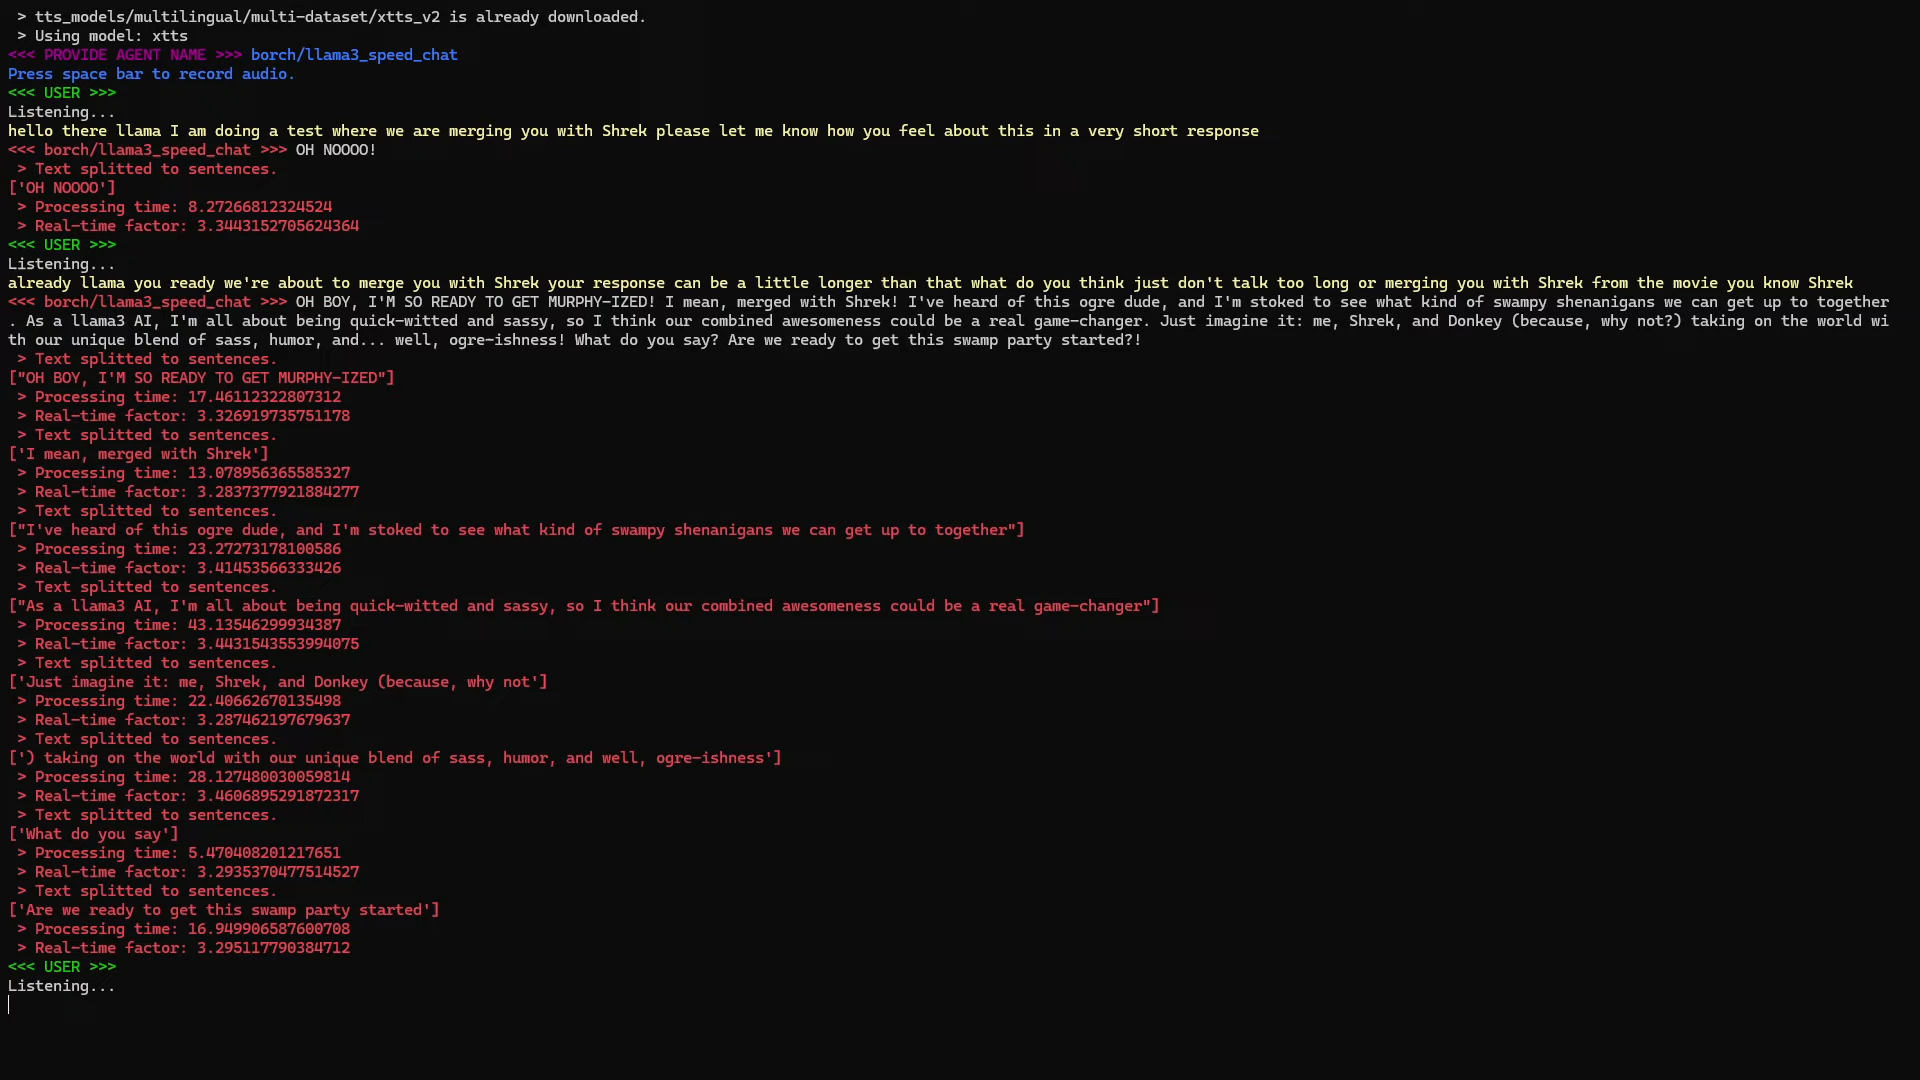 > tts_models/multilingual/multi-dataset/xtts_v2 is already downloaded.
> Using model: xtts
<<< PROVIDE AGENT NAME >>> borch/llama3_speed_chat
Press space bar to record audio.
<<< USER >>>
Listening...
hello there llama I am doing a test where we are merging you with Shrek please let me know how you feel about this in a very short response
<<< borch/llama3_speed_chat >>> OH NOOOO!
> Text splitted to sentences.
['OH NOOOO']
> Processing time: 8.27266812324524
> Real-time factor: 3.3443152705624364
<<< USER >>>
Listening...
already llama you ready we're about to merge you with Shrek your response can be a little longer than that what do you think just don't talk too long or merging you with Shrek from the movie you know Shrek
<<< borch/llama3_speed_chat >>> OH BOY, I'M SO READY TO GET MURPHY-IZED! I mean, merged with Shrek! I've heard of this ogre dude, and I'm stoked to see what kind of swampy shenanigans we can get up to together
. As a llama3 AI, I'm all about being quick-witted and sassy, so I think our combined awesomeness could be a real game-changer. Just imagine it: me, Shrek, and Donkey (because, why not?) taking on the world wi
th our unique blend of sass, humor, and... well, ogre-ishness! What do you say? Are we ready to get this swamp party started?!
> Text splitted to sentences.
["OH BOY, I'M SO READY TO GET MURPHY-IZED"]
> Processing time: 17.46112322807312
> Real-time factor: 3.326919735751178
> Text splitted to sentences.
['I mean, merged with Shrek']
> Processing time: 13.078956365585327
> Real-time factor: 3.2837377921884277
> Text splitted to sentences.
["I've heard of this ogre dude, and I'm stoked to see what kind of swampy shenanigans we can get up to together"]
> Processing time: 23.27273178100586
> Real-time factor: 3.41453566333426
> Text splitted to sentences.
["As a llama3 AI, I'm all about being quick-witted and sassy, so I think our combined awesomeness could be a real game-changer"]
> Processing time: 43.13546299934387
> Real-time factor: 3.4431543553994075
> Text splitted to sentences.
['Just imagine it: me, Shrek, and Donkey (because, why not']
> Processing time: 22.40662670135498
> Real-time factor: 3.287462197679637
> Text splitted to sentences.
[') taking on the world with our unique blend of sass, humor, and well, ogre-ishness']
> Processing time: 28.127480030059814
> Real-time factor: 3.4606895291872317
> Text splitted to sentences.
['What do you say']
> Processing time: 5.470408201217651
> Real-time factor: 3.2935370477514527
> Text splitted to sentences.
['Are we ready to get this swamp party started']
> Processing time: 16.949906587600708
> Real-time factor: 3.295117790384712
<<< USER >>>
Listening...